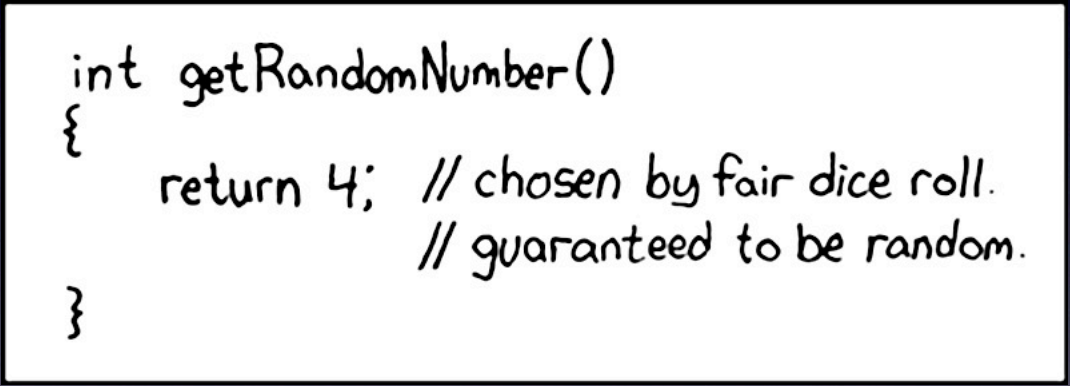 int getRandomNumber()
{
return 4; // chosen by fair dice roll.
// guaranteed to be random.
}